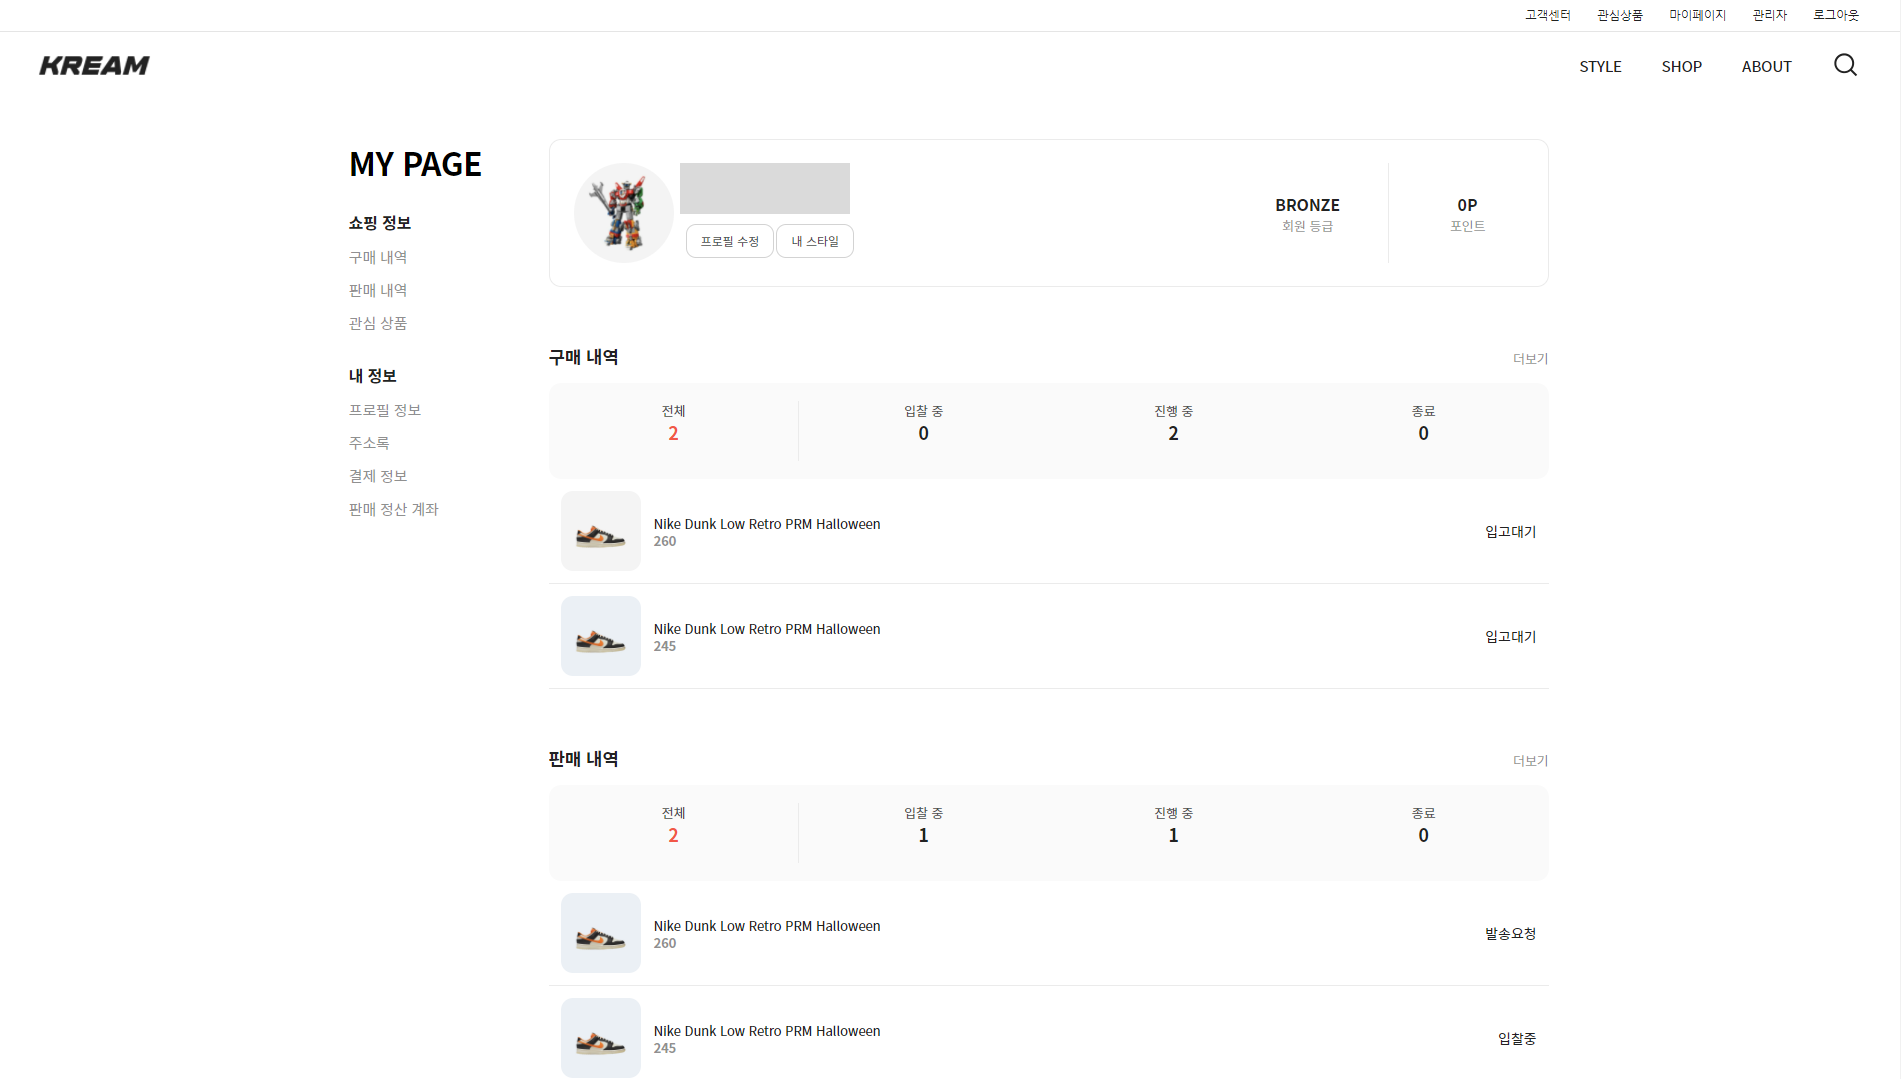 고객센터 관심상품 마이페이지 관리자 로그아웃
KREAM
STYLE SHOP ABOUT
MY PAGE
쇼핑 정보
구매 내역
판매 내역
관심 상품
내 정보
프로필 정보
주소록
결제 정보
판매 정산 계좌
프로필 수정 내 스타일
BRONZE
회원 등급
0P
포인트
구매 내역 더보기
전체 입찰 중 진행 중 종료
2 0 2 0
Nike Dunk Low Retro PRM Halloween
260
입고대기
Nike Dunk Low Retro PRM Halloween
245
입고대기
판매 내역 더보기
전체 입찰 중 진행 중 종료
2 1 1 0
Nike Dunk Low Retro PRM Halloween
260
발송요청
Nike Dunk Low Retro PRM Halloween
245
입찰중